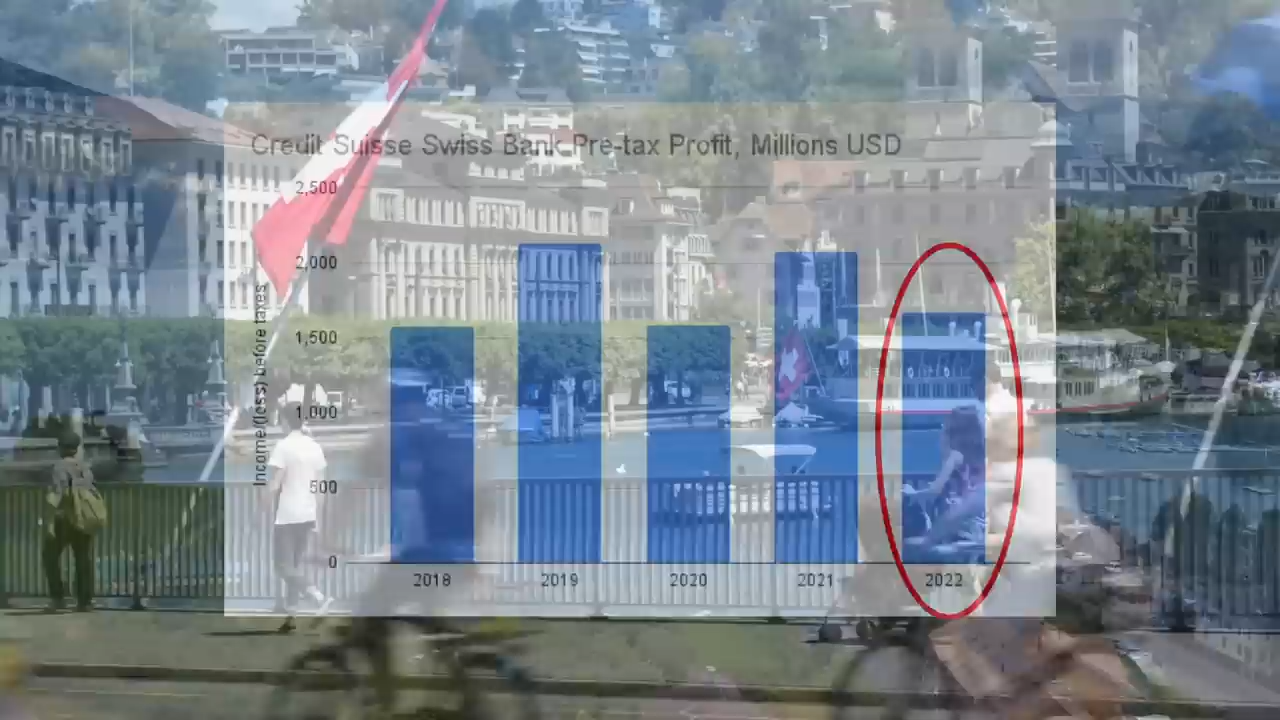 Credit Suisse Swiss Bank Pre-tax Profit, Millions USD
Income/(less) before taxes
2,500
2,000
1,500
1,000
500
0
2018 2019 2020 2021 2022